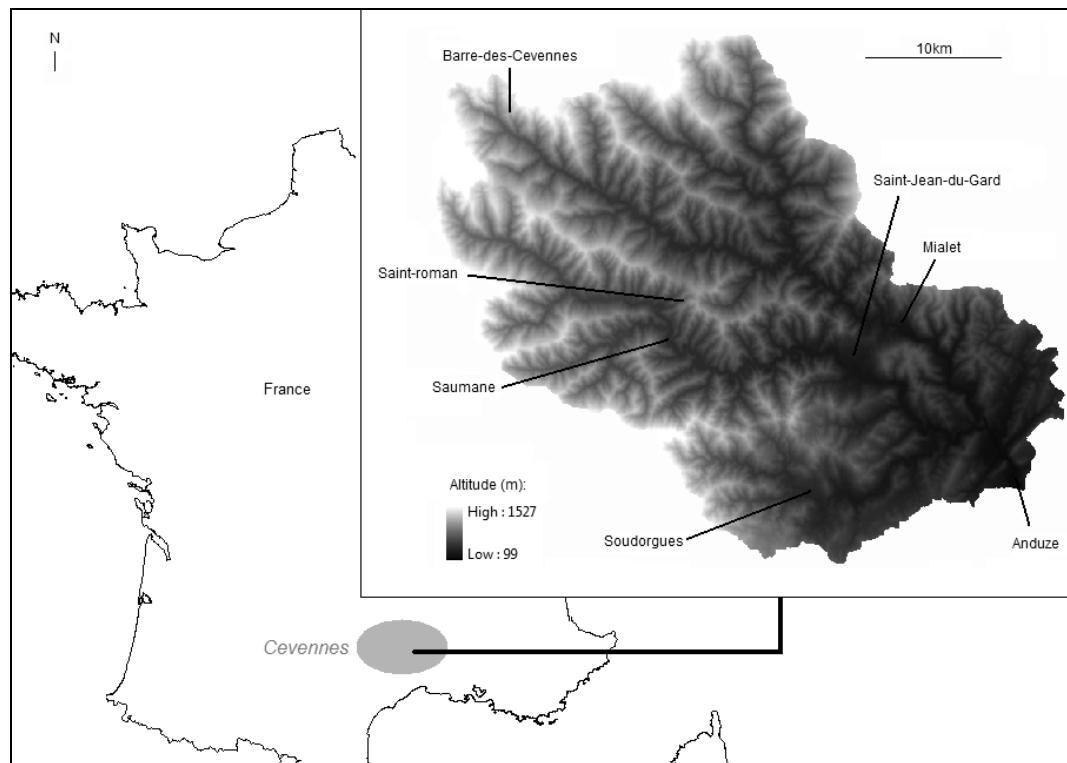 N
Barre-des-Cevennes
10km
Saint-Jean-du-Gard
Mialet
Saint-roman
Saumane
France
Altitude (m):
High : 1527
Low : 99
Soudorgues
Anduze
Cevennes